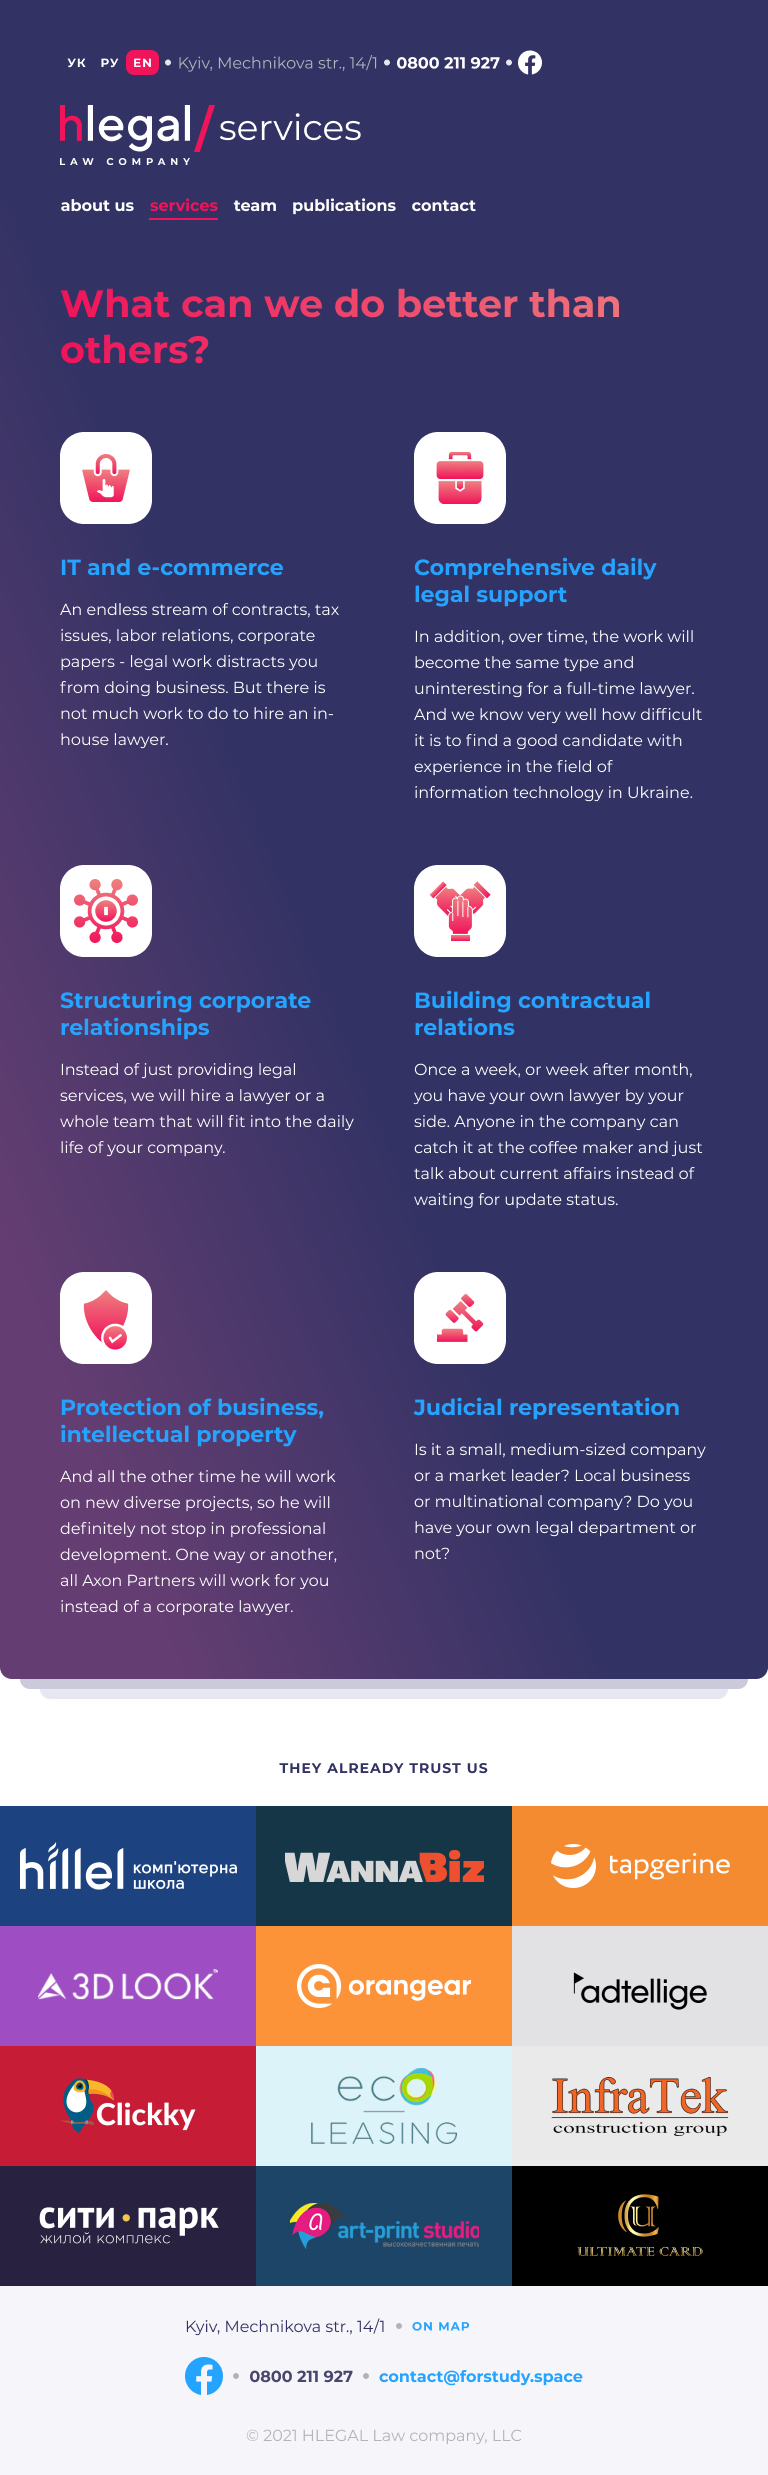 УК РУ EN • Kyiv, Mechnikova str., 14/1 • 0800 211 927 •
hlegal/services
LAW COMPANY
about us services team publications contact
What can we do better than
others?
IT and e-commerce
An endless stream of contracts, tax
issues, labor relations, corporate
papers - legal work distracts you
from doing business. But there is
not much work to do to hire an in-
house lawyer.
Comprehensive daily
legal support
In addition, over time, the work will
become the same type and
uninteresting for a full-time lawyer.
And we know very well how difficult
it is to find a good candidate with
experience in the field of
information technology in Ukraine.
Structuring corporate
relationships
Instead of just providing legal
services, we will hire a lawyer or a
whole team that will fit into the daily
life of your company.
Building contractual
relations
Once a week, or week after month,
you have your own lawyer by your
side. Anyone in the company can
catch it at the coffee maker and just
talk about current affairs instead of
waiting for update status.
Protection of business,
intellectual property
And all the other time he will work
on new diverse projects, so he will
definitely not stop in professional
development. One way or another,
all Axon Partners will work for you
instead of a corporate lawyer.
Judicial representation
Is it a small, medium-sized company
or a market leader? Local business
or multinational company? Do you
have your own legal department or
not?
THEY ALREADY TRUST US
hillel комп'ютерна
школа
WANNABiz
tapgerine
3DLOOK™
orangear
adtellige
Clickky
eco
LEASING
InfraTek
construction group
сити•парк
жилой комплекс
a art-print studio
высококачественная печать
CU
ULTIMATE CARD
Kyiv, Mechnikova str., 14/1 • ON MAP
• 0800 211 927 • contact@forstudy.space
© 2021 HLEGAL Law company, LLC